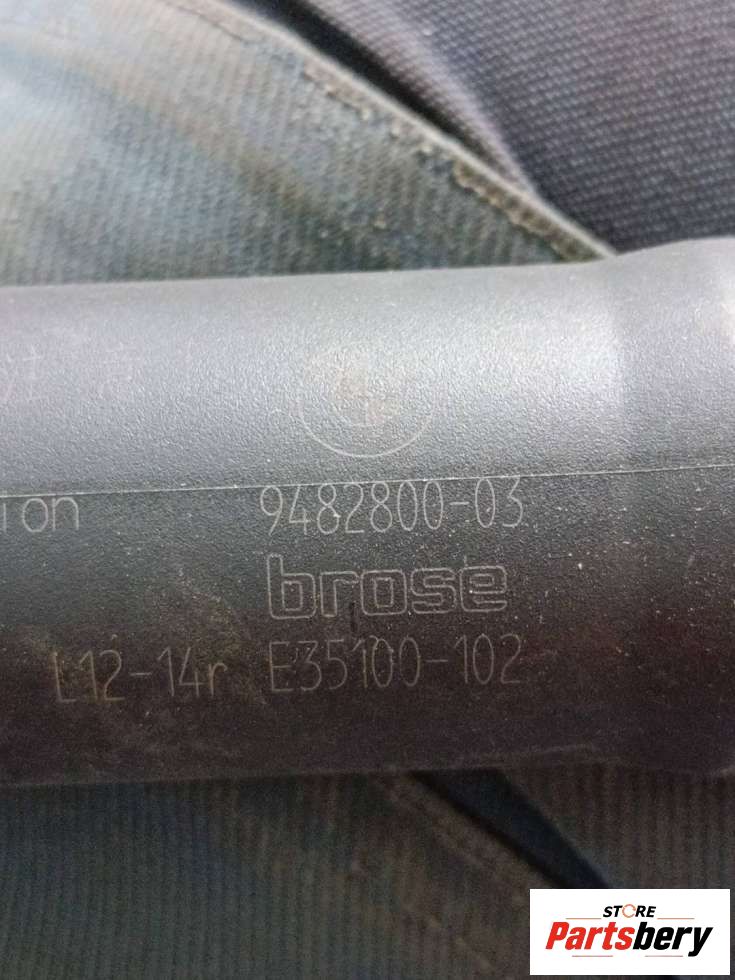 ion
9482800-03
brose
L12-14r E35100-102
STORE
Partsbery